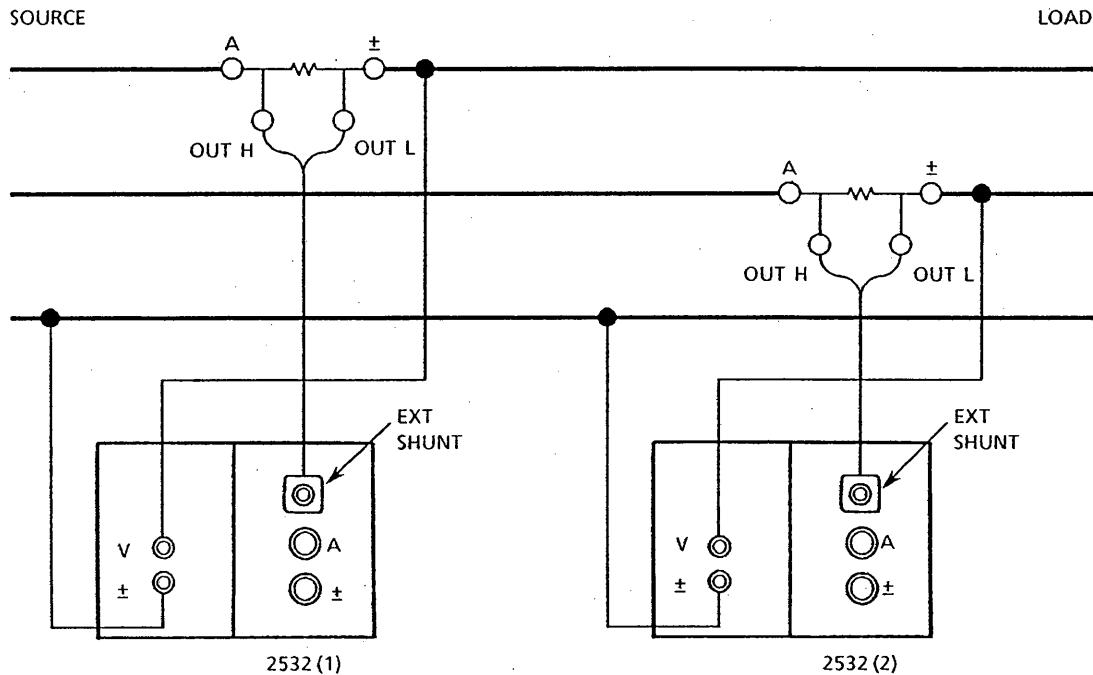 SOURCE
LOAD
A
±
OUT H
OUT L
A
±
OUT H
OUT L
EXT
SHUNT
V
±
A
±
2532 (1)
EXT
SHUNT
V
±
A
±
2532 (2)